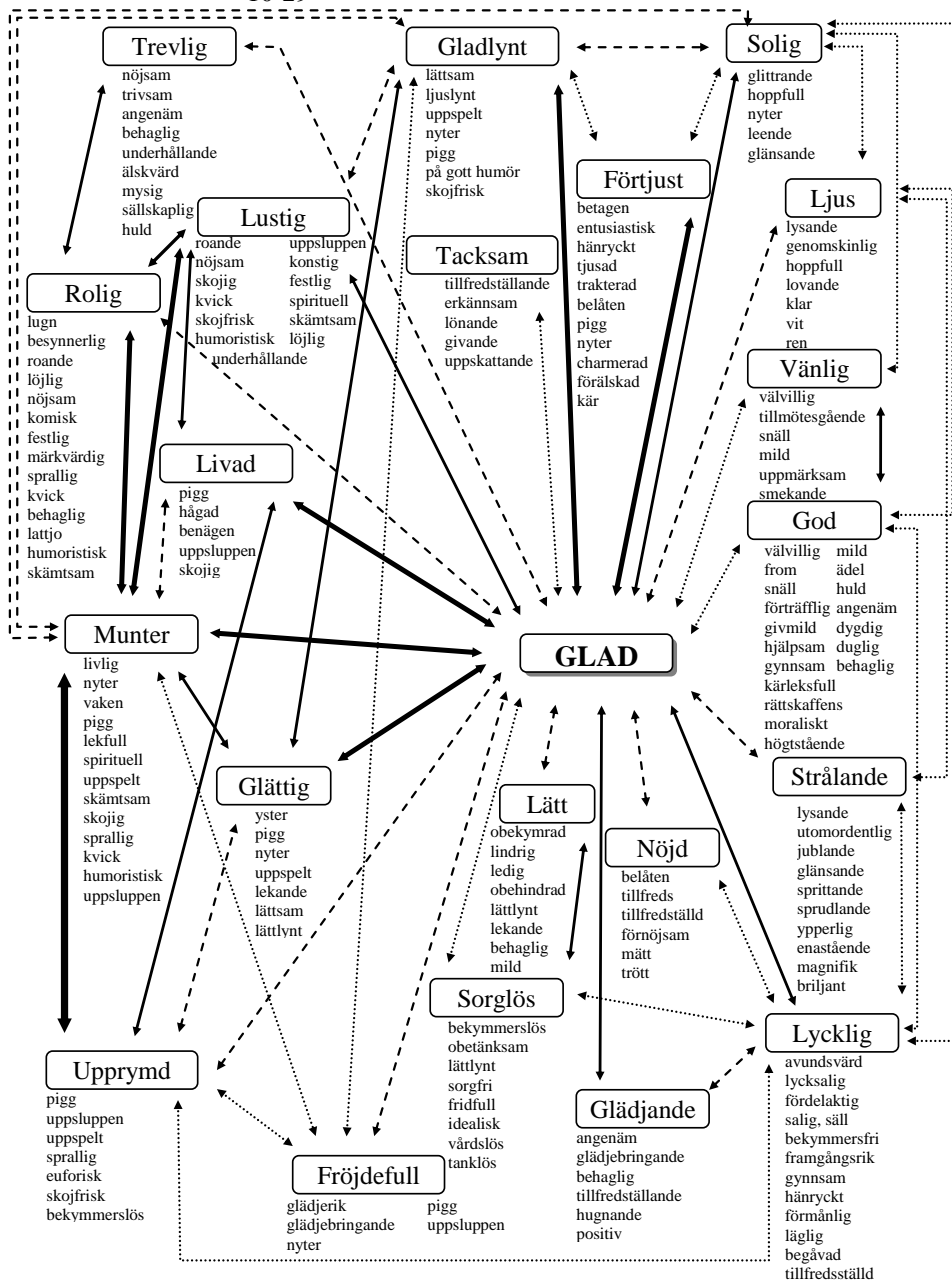 10-29
Trevlig
nöjsam
trivsam
angenäm
behaglig
underhållande
älskvärd
mysig
sällskaplig
huld
Gladlynt
lättsam
ljuslynt
uppspelt
nyter
pigg
på gott humör
skojfrisk
Solig
glittrande
hoppfull
nyter
leende
glänsande
Förtjust
betagen
entusiastisk
hänryckt
tjusad
trakterad
belåten
pigg
nyter
charmerad
förälskad
kär
Ljus
lysande
genomskinlig
hoppfull
lovande
klar
vit
ren
Lustig
roande
nöjsam
skojig
kvick
skojfrisk
humoristisk
underhållande
uppsluppen
konstig
festlig
spirituell
skämtsam
löjlig
Tacksam
tillfredställande
erkännsam
lönande
givande
uppskattande
Rolig
lugn
besynnerlig
roande
löjlig
nöjsam
komisk
festlig
märkvärdig
sprallig
kvick
behaglig
lattjo
humoristisk
skämtsam
Vänlig
välvillig
tillmötesgående
snäll
mild
uppmärksam
smekande
Livad
pigg
hågad
benägen
uppsluppen
skojig
God
välvillig
from
snäll
förträfflig
givmild
hjälpsam
gynnsam
kärleksfull
rättskaffens
moraliskt
högtstående
mild
ädel
huld
angenäm
dygdig
duglig
behaglig
Munter
livlig
nyter
vaken
pigg
lekfull
spirituell
uppspelt
skämtsam
skojig
sprallig
kvick
humoristisk
uppsluppen
GLAD
Glättig
yster
pigg
nyter
uppspelt
lekande
lättsam
lättlynt
Lätt
obekymrad
lindrig
ledig
obehindrad
lättlynt
lekande
behaglig
mild
Nöjd
belåten
tillfreds
tillfredställd
förnöjsam
mätt
trött
Strålande
lysande
utomordentlig
jublande
glänsande
sprittande
sprudlande
ypperlig
enastående
magnifik
briljant
Sorglös
bekymmerslös
obetänksam
lättlynt
sorgfri
fridfull
idealisk
vårdslös
tanklös
Lycklig
avundsvärd
lycksalig
fördelaktig
salig, säll
bekymmersfri
framgångsrik
gynnsam
hänryckt
förmånlig
läglig
begåvad
tillfredsställd
Upprymd
pigg
uppsluppen
uppspelt
sprallig
euforisk
skojfrisk
bekymmerslös
Glädjande
angenäm
glädjebringande
behaglig
tillfredställande
hugnande
positiv
Fröjdefull
glädjerik
glädjebringande
nyter
pigg
uppsluppen